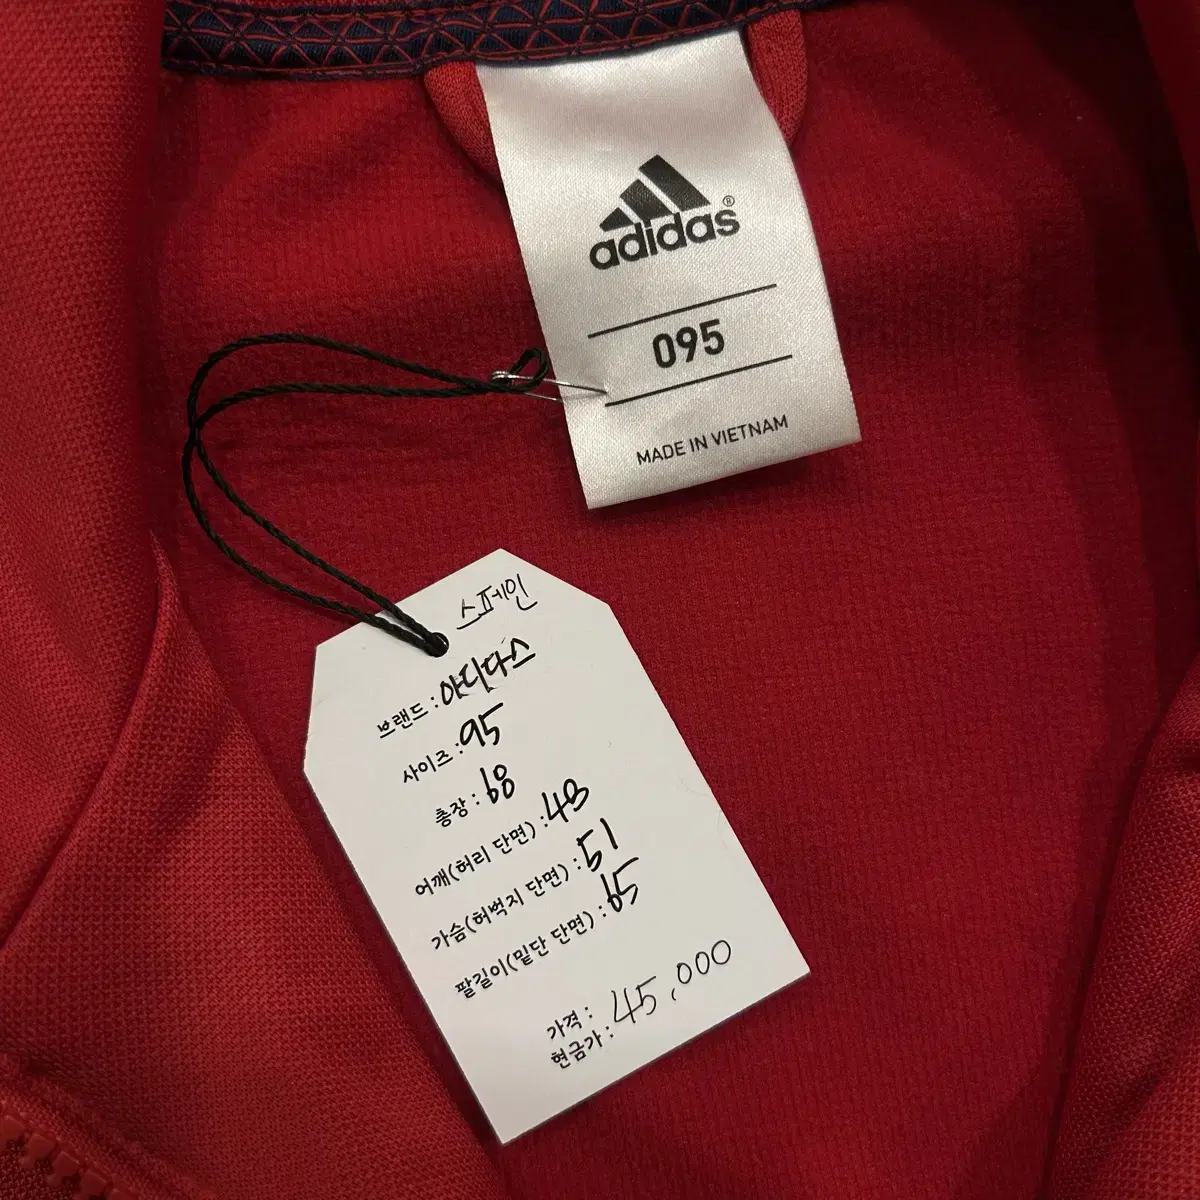 adidas®
095
MADE IN VIETNAM
스페인
브랜드 : 아디다스
사이즈 : 95
총장 : 68
어깨(허리 단면) : 48
가슴(허벅지 단면) : 51
팔길이(밑단 단면) : 65
가격 :
현금가 : 45,000